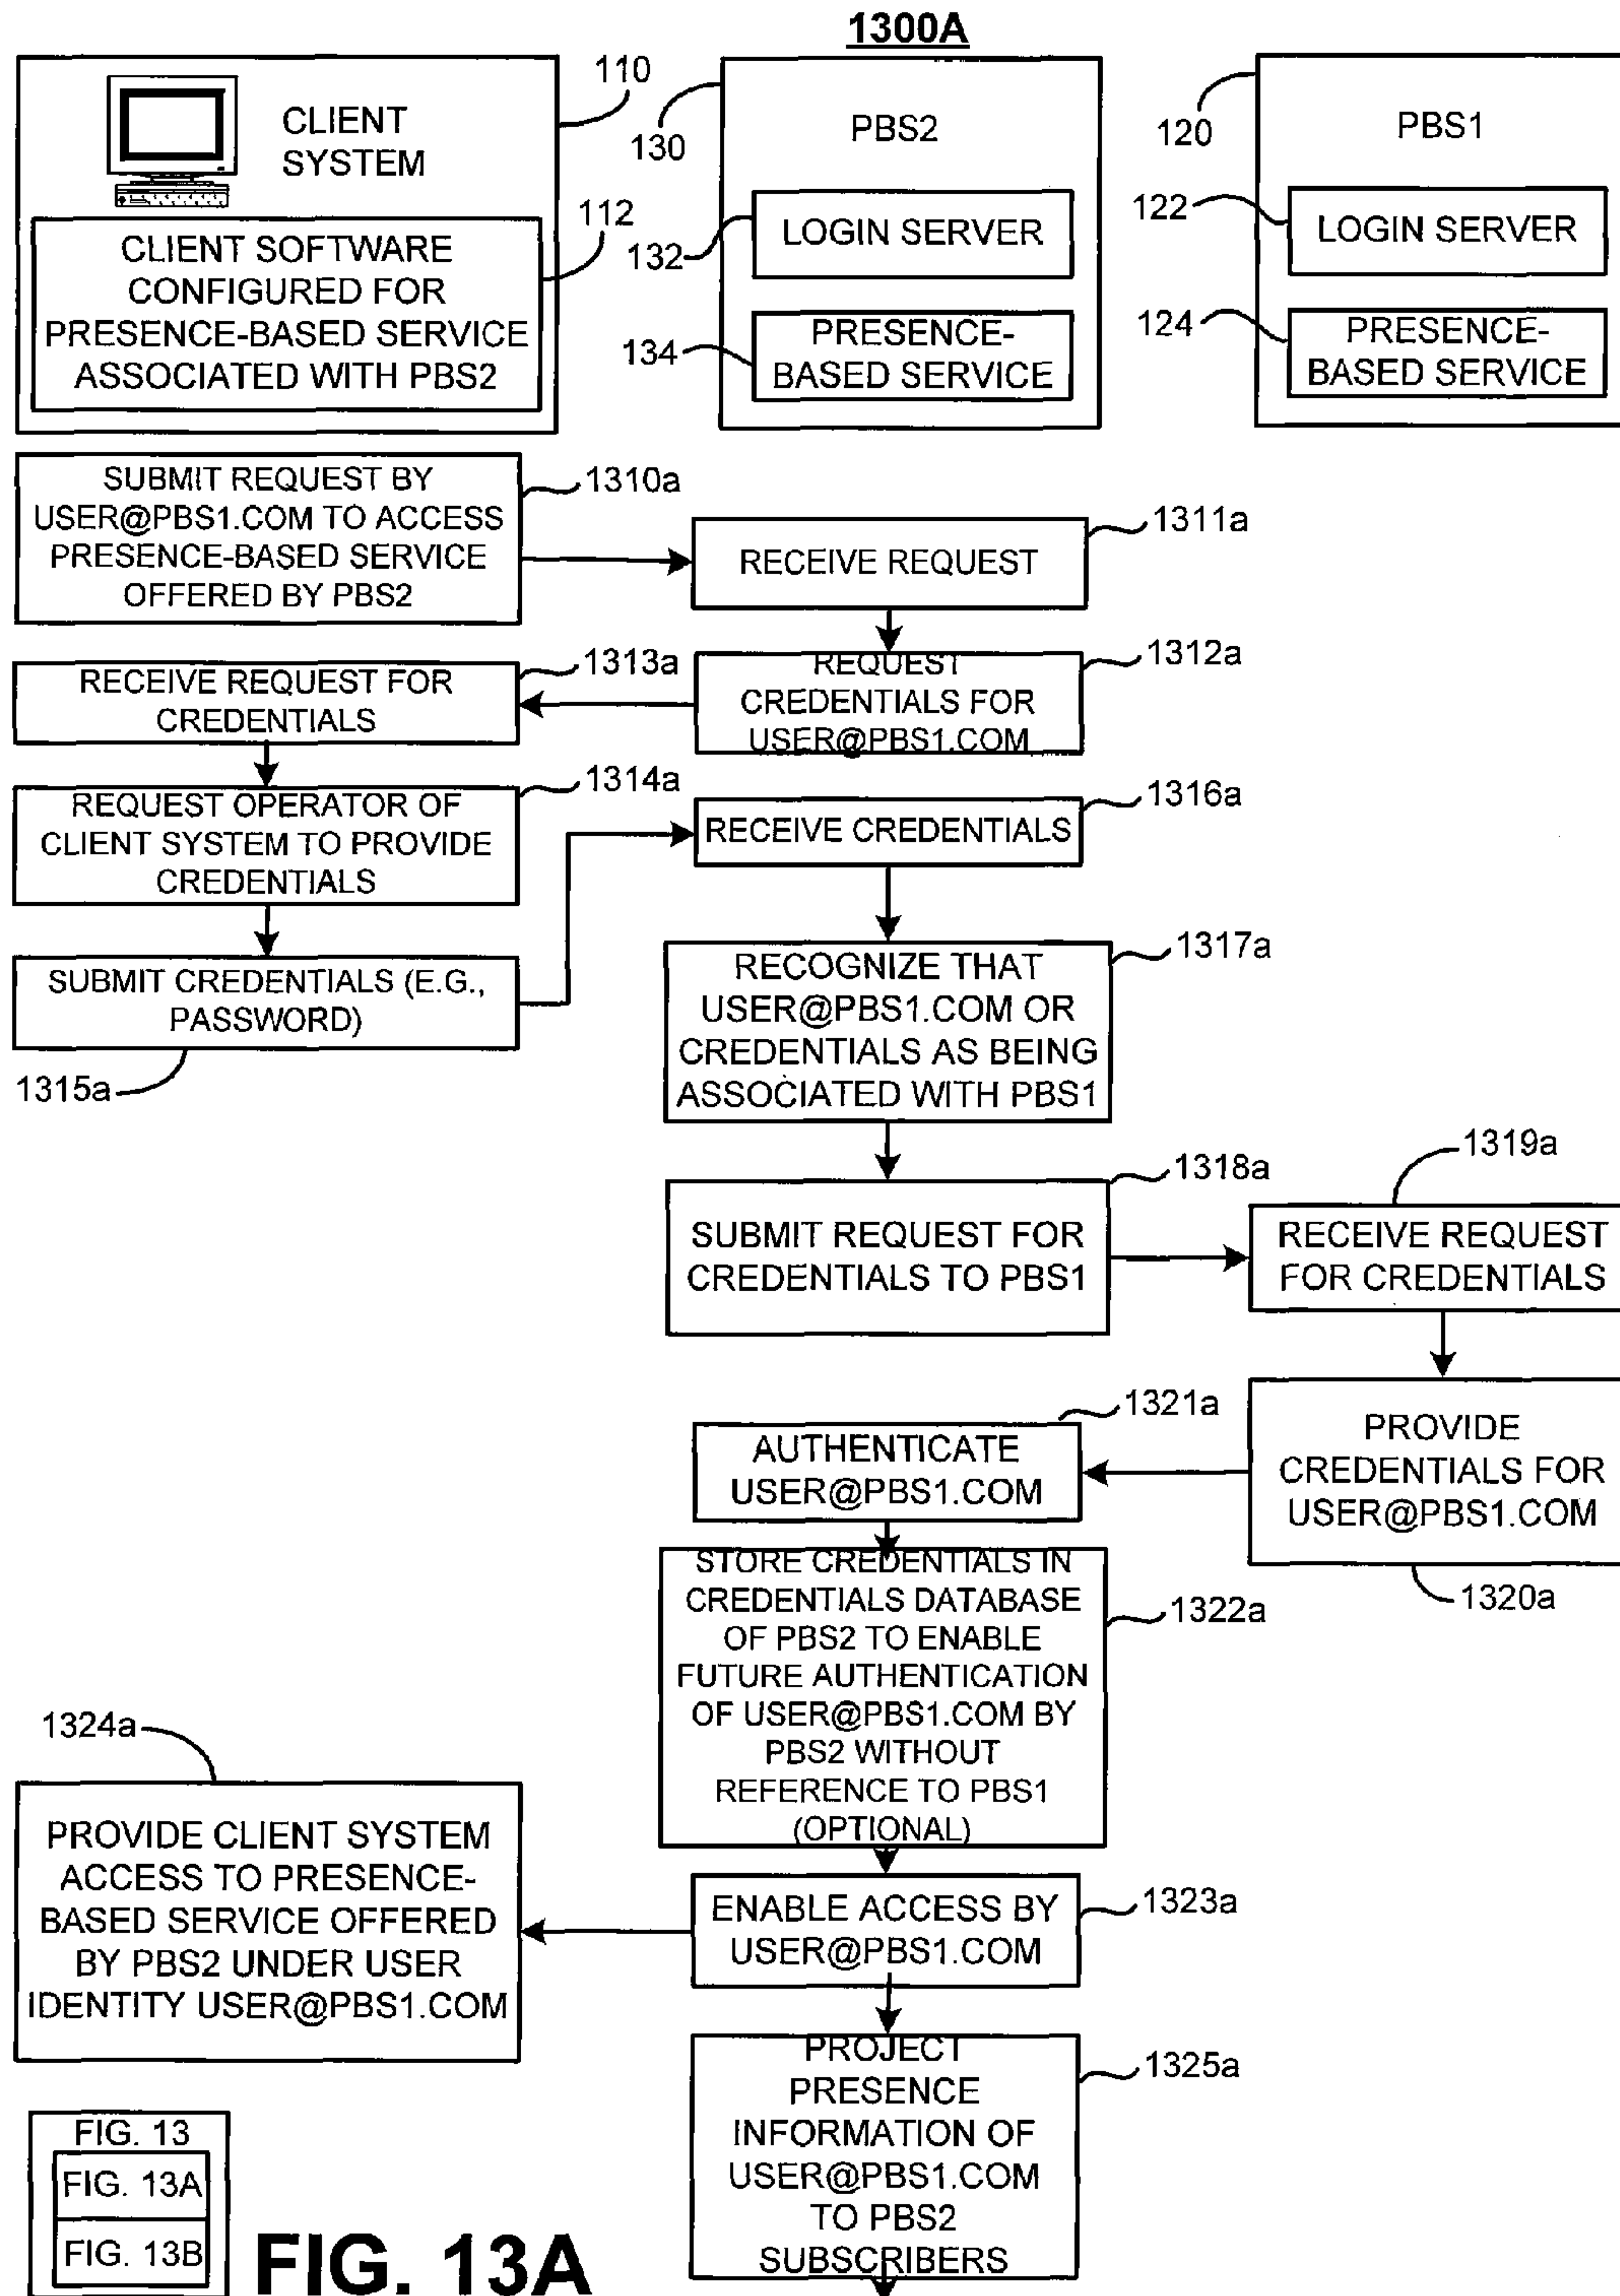 1300A
CLIENT
SYSTEM
110
CLIENT SOFTWARE
CONFIGURED FOR
PRESENCE-BASED SERVICE
ASSOCIATED WITH PBS2
112
130
PBS2
132
LOGIN SERVER
134
PRESENCE-
BASED SERVICE
120
PBS1
122
LOGIN SERVER
124
PRESENCE-
BASED SERVICE
SUBMIT REQUEST BY
USER@PBS1.COM TO ACCESS
PRESENCE-BASED SERVICE
OFFERED BY PBS2
1310a
RECEIVE REQUEST
1311a
REQUEST
CREDENTIALS FOR
USER@PBS1.COM
1312a
RECEIVE REQUEST FOR
CREDENTIALS
1313a
REQUEST OPERATOR OF
CLIENT SYSTEM TO PROVIDE
CREDENTIALS
1314a
SUBMIT CREDENTIALS (E.G.,
PASSWORD)
1315a
RECEIVE CREDENTIALS
1316a
RECOGNIZE THAT
USER@PBS1.COM OR
CREDENTIALS AS BEING
ASSOCIATED WITH PBS1
1317a
SUBMIT REQUEST FOR
CREDENTIALS TO PBS1
1318a
1319a
RECEIVE REQUEST
FOR CREDENTIALS
PROVIDE
CREDENTIALS FOR
USER@PBS1.COM
1320a
1321a
AUTHENTICATE
USER@PBS1.COM
STORE CREDENTIALS IN
CREDENTIALS DATABASE
OF PBS2 TO ENABLE
FUTURE AUTHENTICATION
OF USER@PBS1.COM BY
PBS2 WITHOUT
REFERENCE TO PBS1
(OPTIONAL)
1322a
ENABLE ACCESS BY
USER@PBS1.COM
1323a
1324a
PROVIDE CLIENT SYSTEM
ACCESS TO PRESENCE-
BASED SERVICE OFFERED
BY PBS2 UNDER USER
IDENTITY USER@PBS1.COM
PROJECT
PRESENCE
INFORMATION OF
USER@PBS1.COM
TO PBS2
SUBSCRIBERS
1325a
FIG. 13
FIG. 13A
FIG. 13B
FIG. 13A